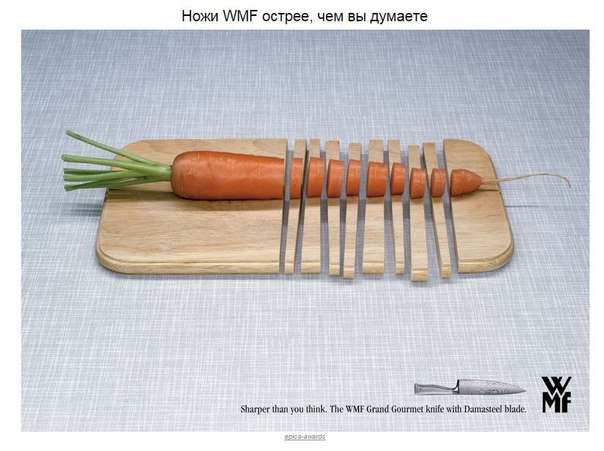 Ножи WMF острее, чем вы думаете
WMF
Sharper than you think. The WMF Grand Gourmet knife with Damasteel blade.
epica-awards